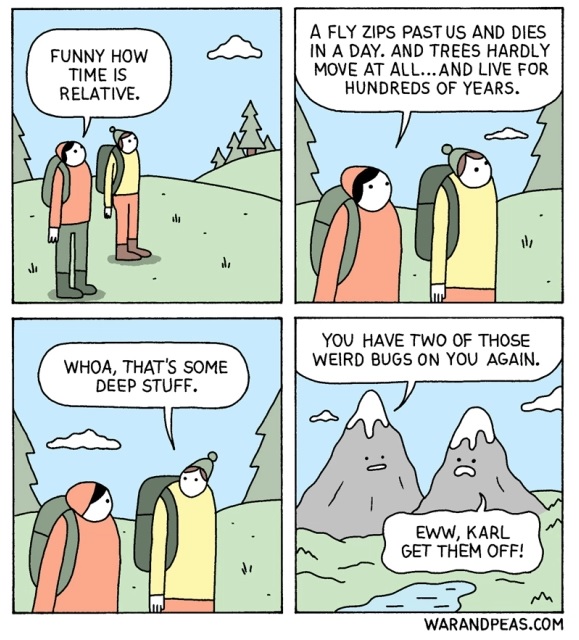 FUNNY HOW
TIME IS
RELATIVE.
A FLY ZIPS PAST US AND DIES
IN A DAY. AND TREES HARDLY
MOVE AT ALL...AND LIVE FOR
HUNDREDS OF YEARS.
WHOA, THAT'S SOME
DEEP STUFF.
YOU HAVE TWO OF THOSE
WEIRD BUGS ON YOU AGAIN.
EWW, KARL
GET THEM OFF!
WARANDPEAS.COM